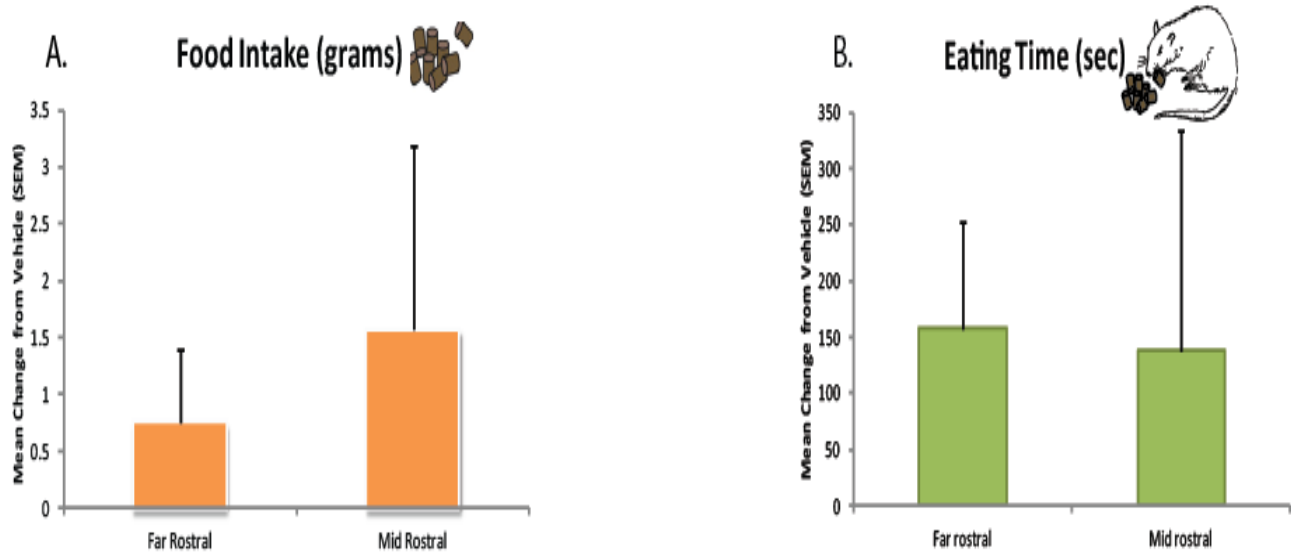 A.
Food Intake (grams)
Mean Change from Vehicle (SEM)
3.5
3
2.5
2
1.5
1
0.5
0
Far Rostral
Mid Rostral
B.
Eating Time (sec)
Mean Change from Vehicle (SEM)
350
300
250
200
150
100
50
0
Far rostral
Mid rostral